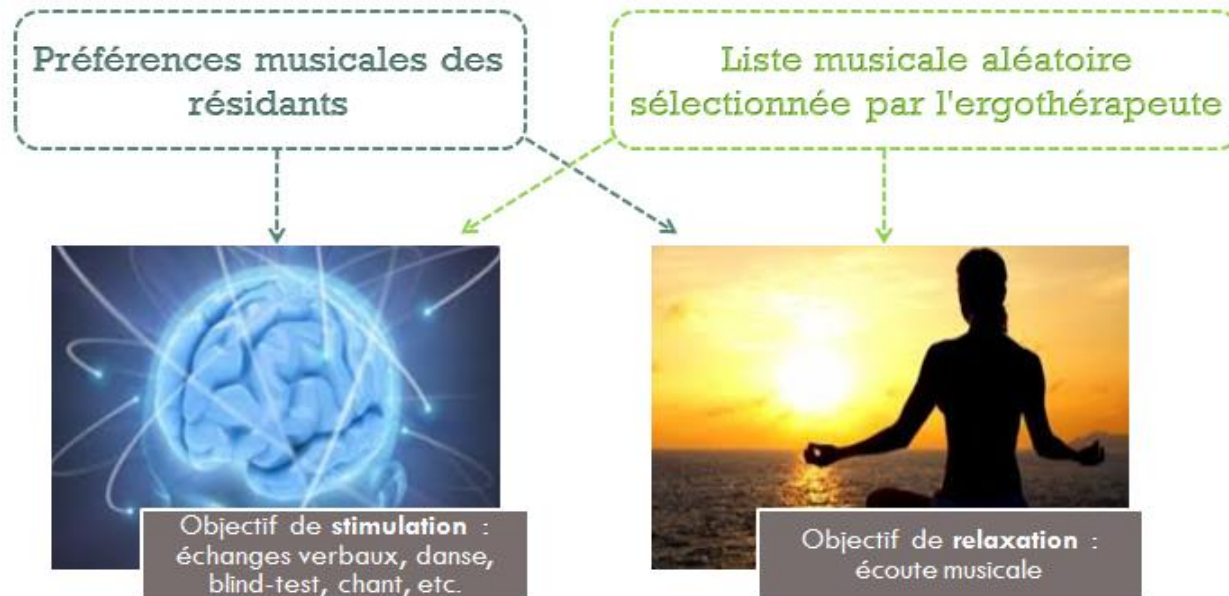 Préférences musicales des
résidants
Liste musicale aléatoire
sélectionnée par l'ergothérapeute
Objectif de stimulation :
échanges verbaux, danse,
blind-test, chant, etc.
Objectif de relaxation :
écoute musicale